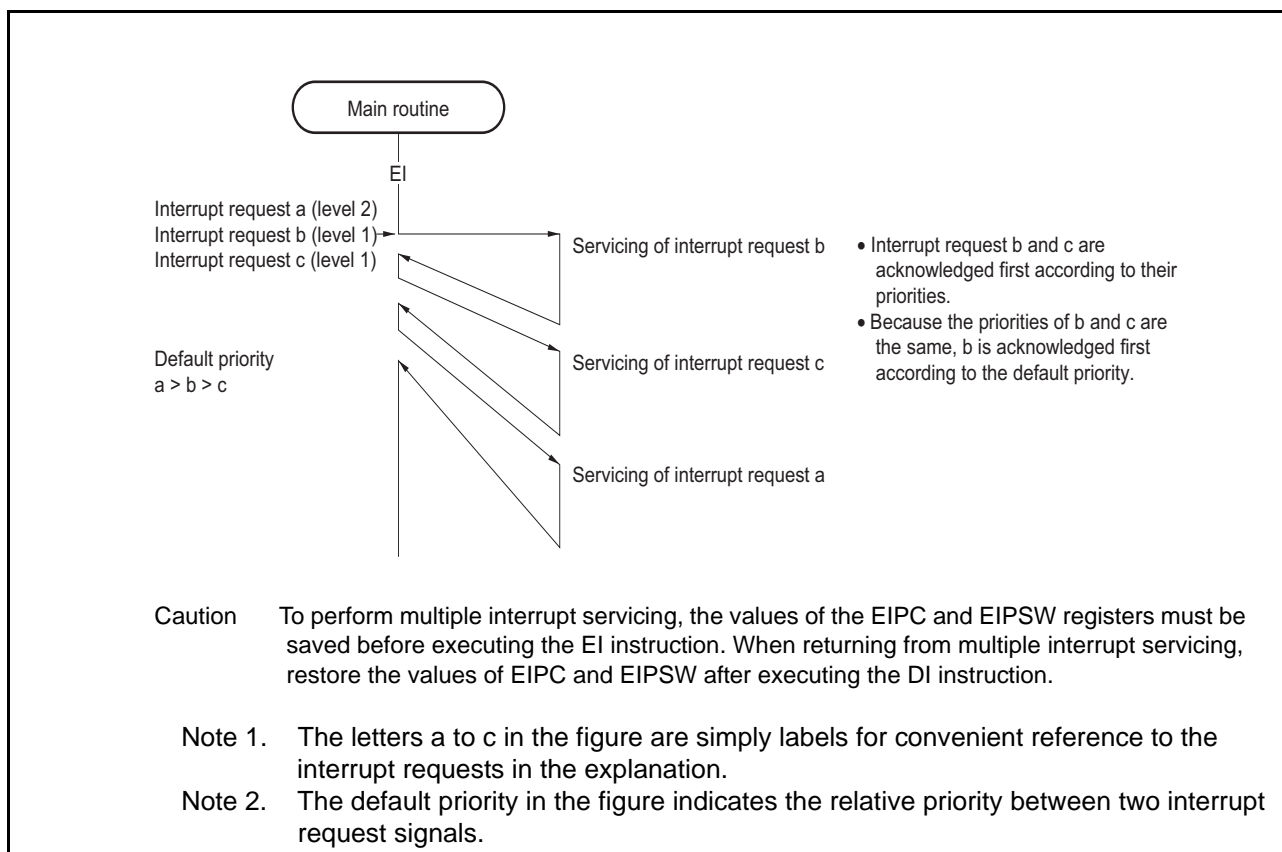 Main routine
EI
Interrupt request a (level 2)
Interrupt request b (level 1)
Interrupt request c (level 1)
Servicing of interrupt request b
• Interrupt request b and c are
acknowledged first according to their
priorities.
• Because the priorities of b and c are
the same, b is acknowledged first
according to the default priority.
Default priority
a > b > c
Servicing of interrupt request c
Servicing of interrupt request a
Caution To perform multiple interrupt servicing, the values of the EIPC and EIPSW registers must be
saved before executing the EI instruction. When returning from multiple interrupt servicing,
restore the values of EIPC and EIPSW after executing the DI instruction.
Note 1. The letters a to c in the figure are simply labels for convenient reference to the
interrupt requests in the explanation.
Note 2. The default priority in the figure indicates the relative priority between two interrupt
request signals.